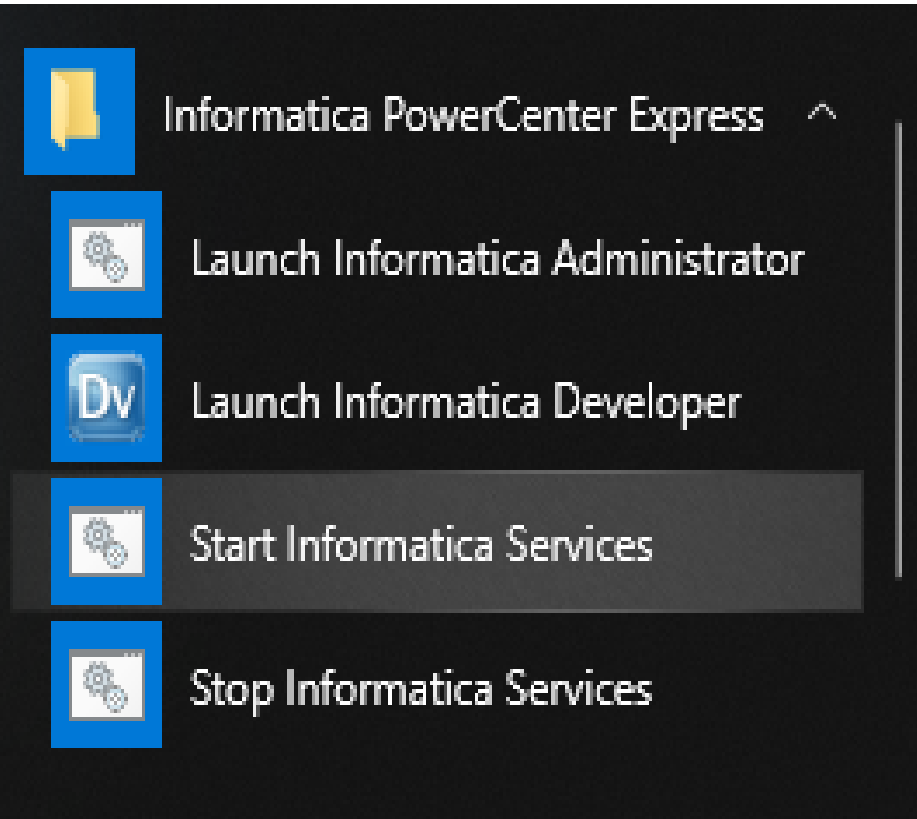 Informatica PowerCenter Express
Launch Informatica Administrator
Dv
Launch Informatica Developer
Start Informatica Services
Stop Informatica Services